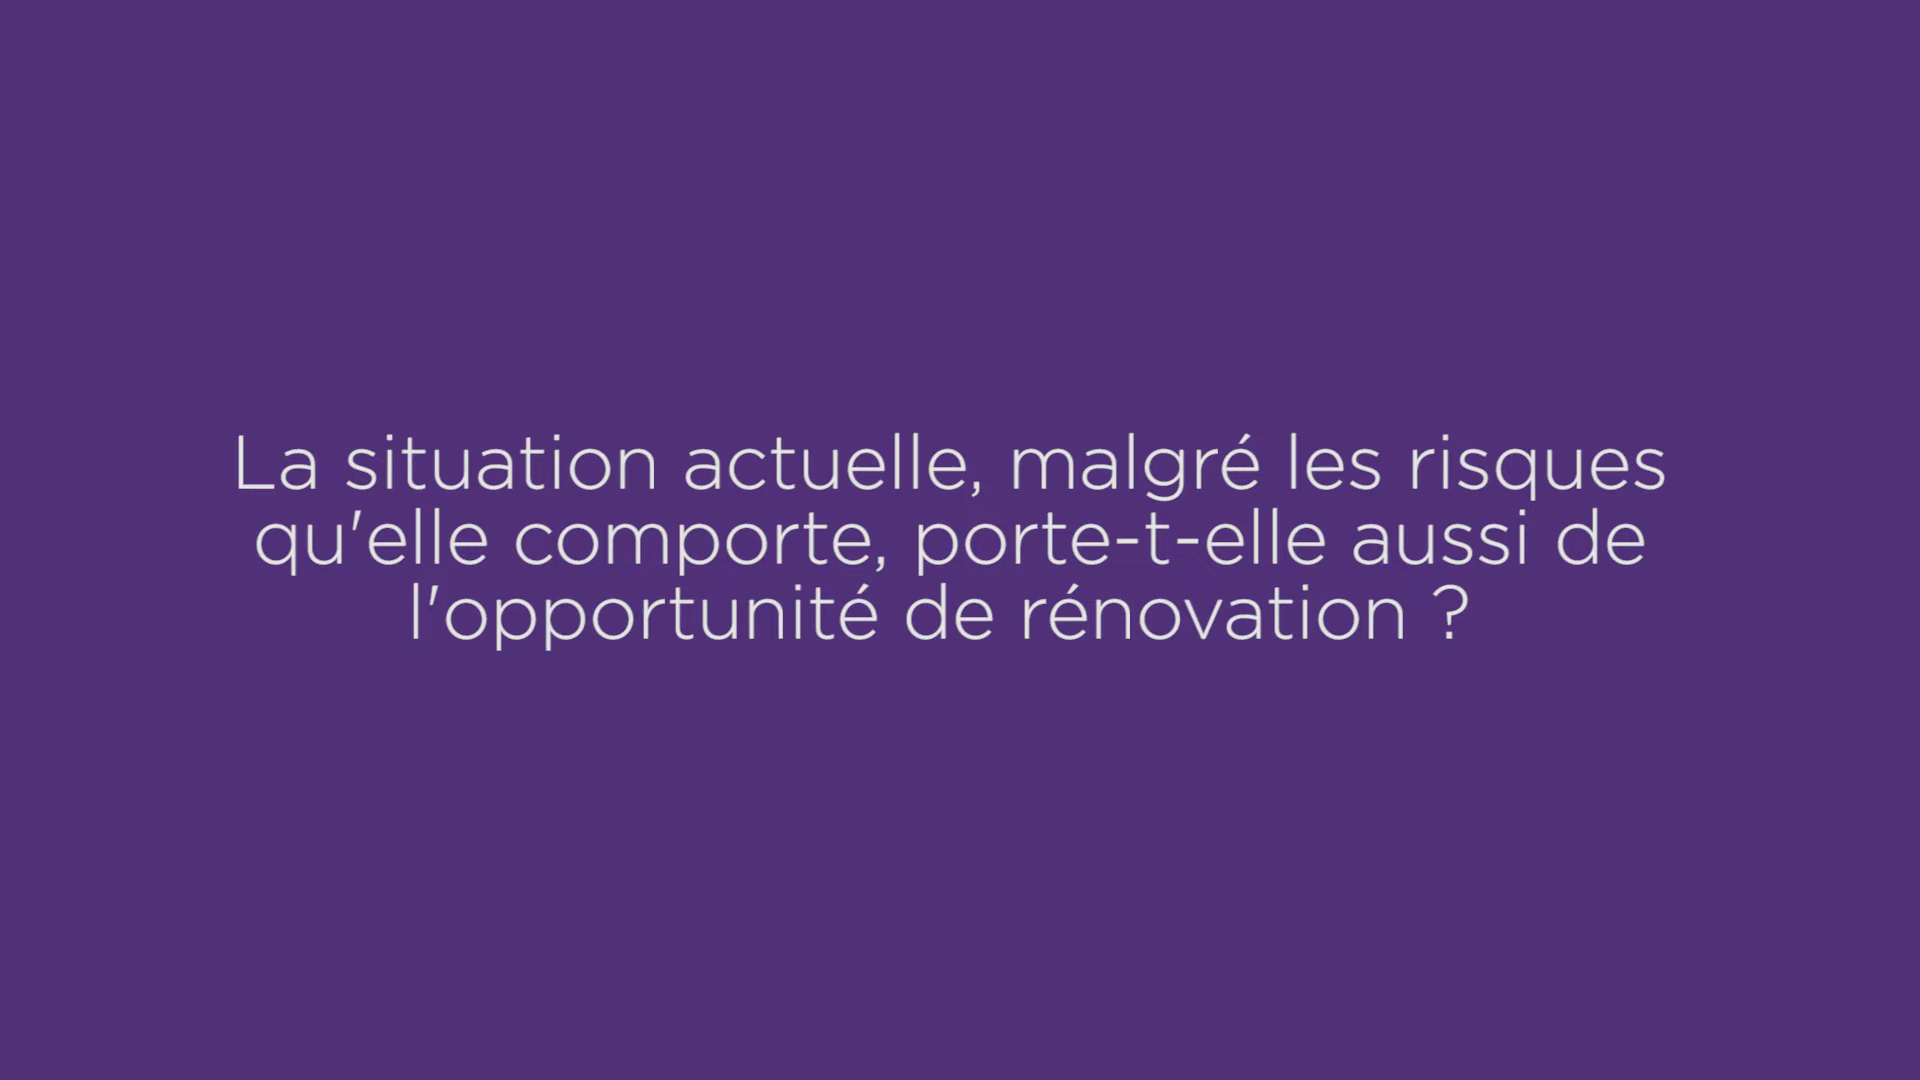 La situation actuelle, malgré les risques
qu'elle comporte, porte-t-elle aussi de
l'opportunité de rénovation ?